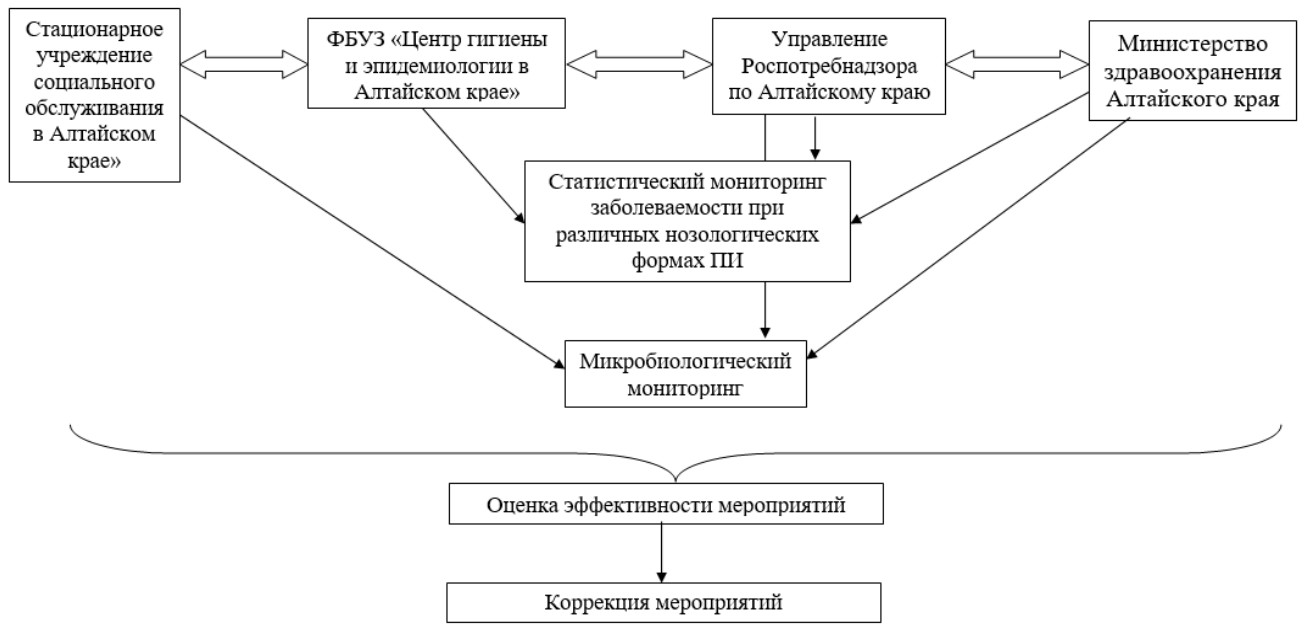 Стационарное
учреждение
социального
обслуживания
в Алтайском
крае»
ФБУЗ «Центр гигиены
и эпидемиологии в
Алтайском крае»
Управление
Роспотребнадзора
по Алтайскому краю
Министерство
здравоохранения
Алтайского края
Статистический мониторинг
заболеваемости при
различных нозологических
формах ПИ
Микробиологический
мониторинг
Оценка эффективности мероприятий
Коррекция мероприятий